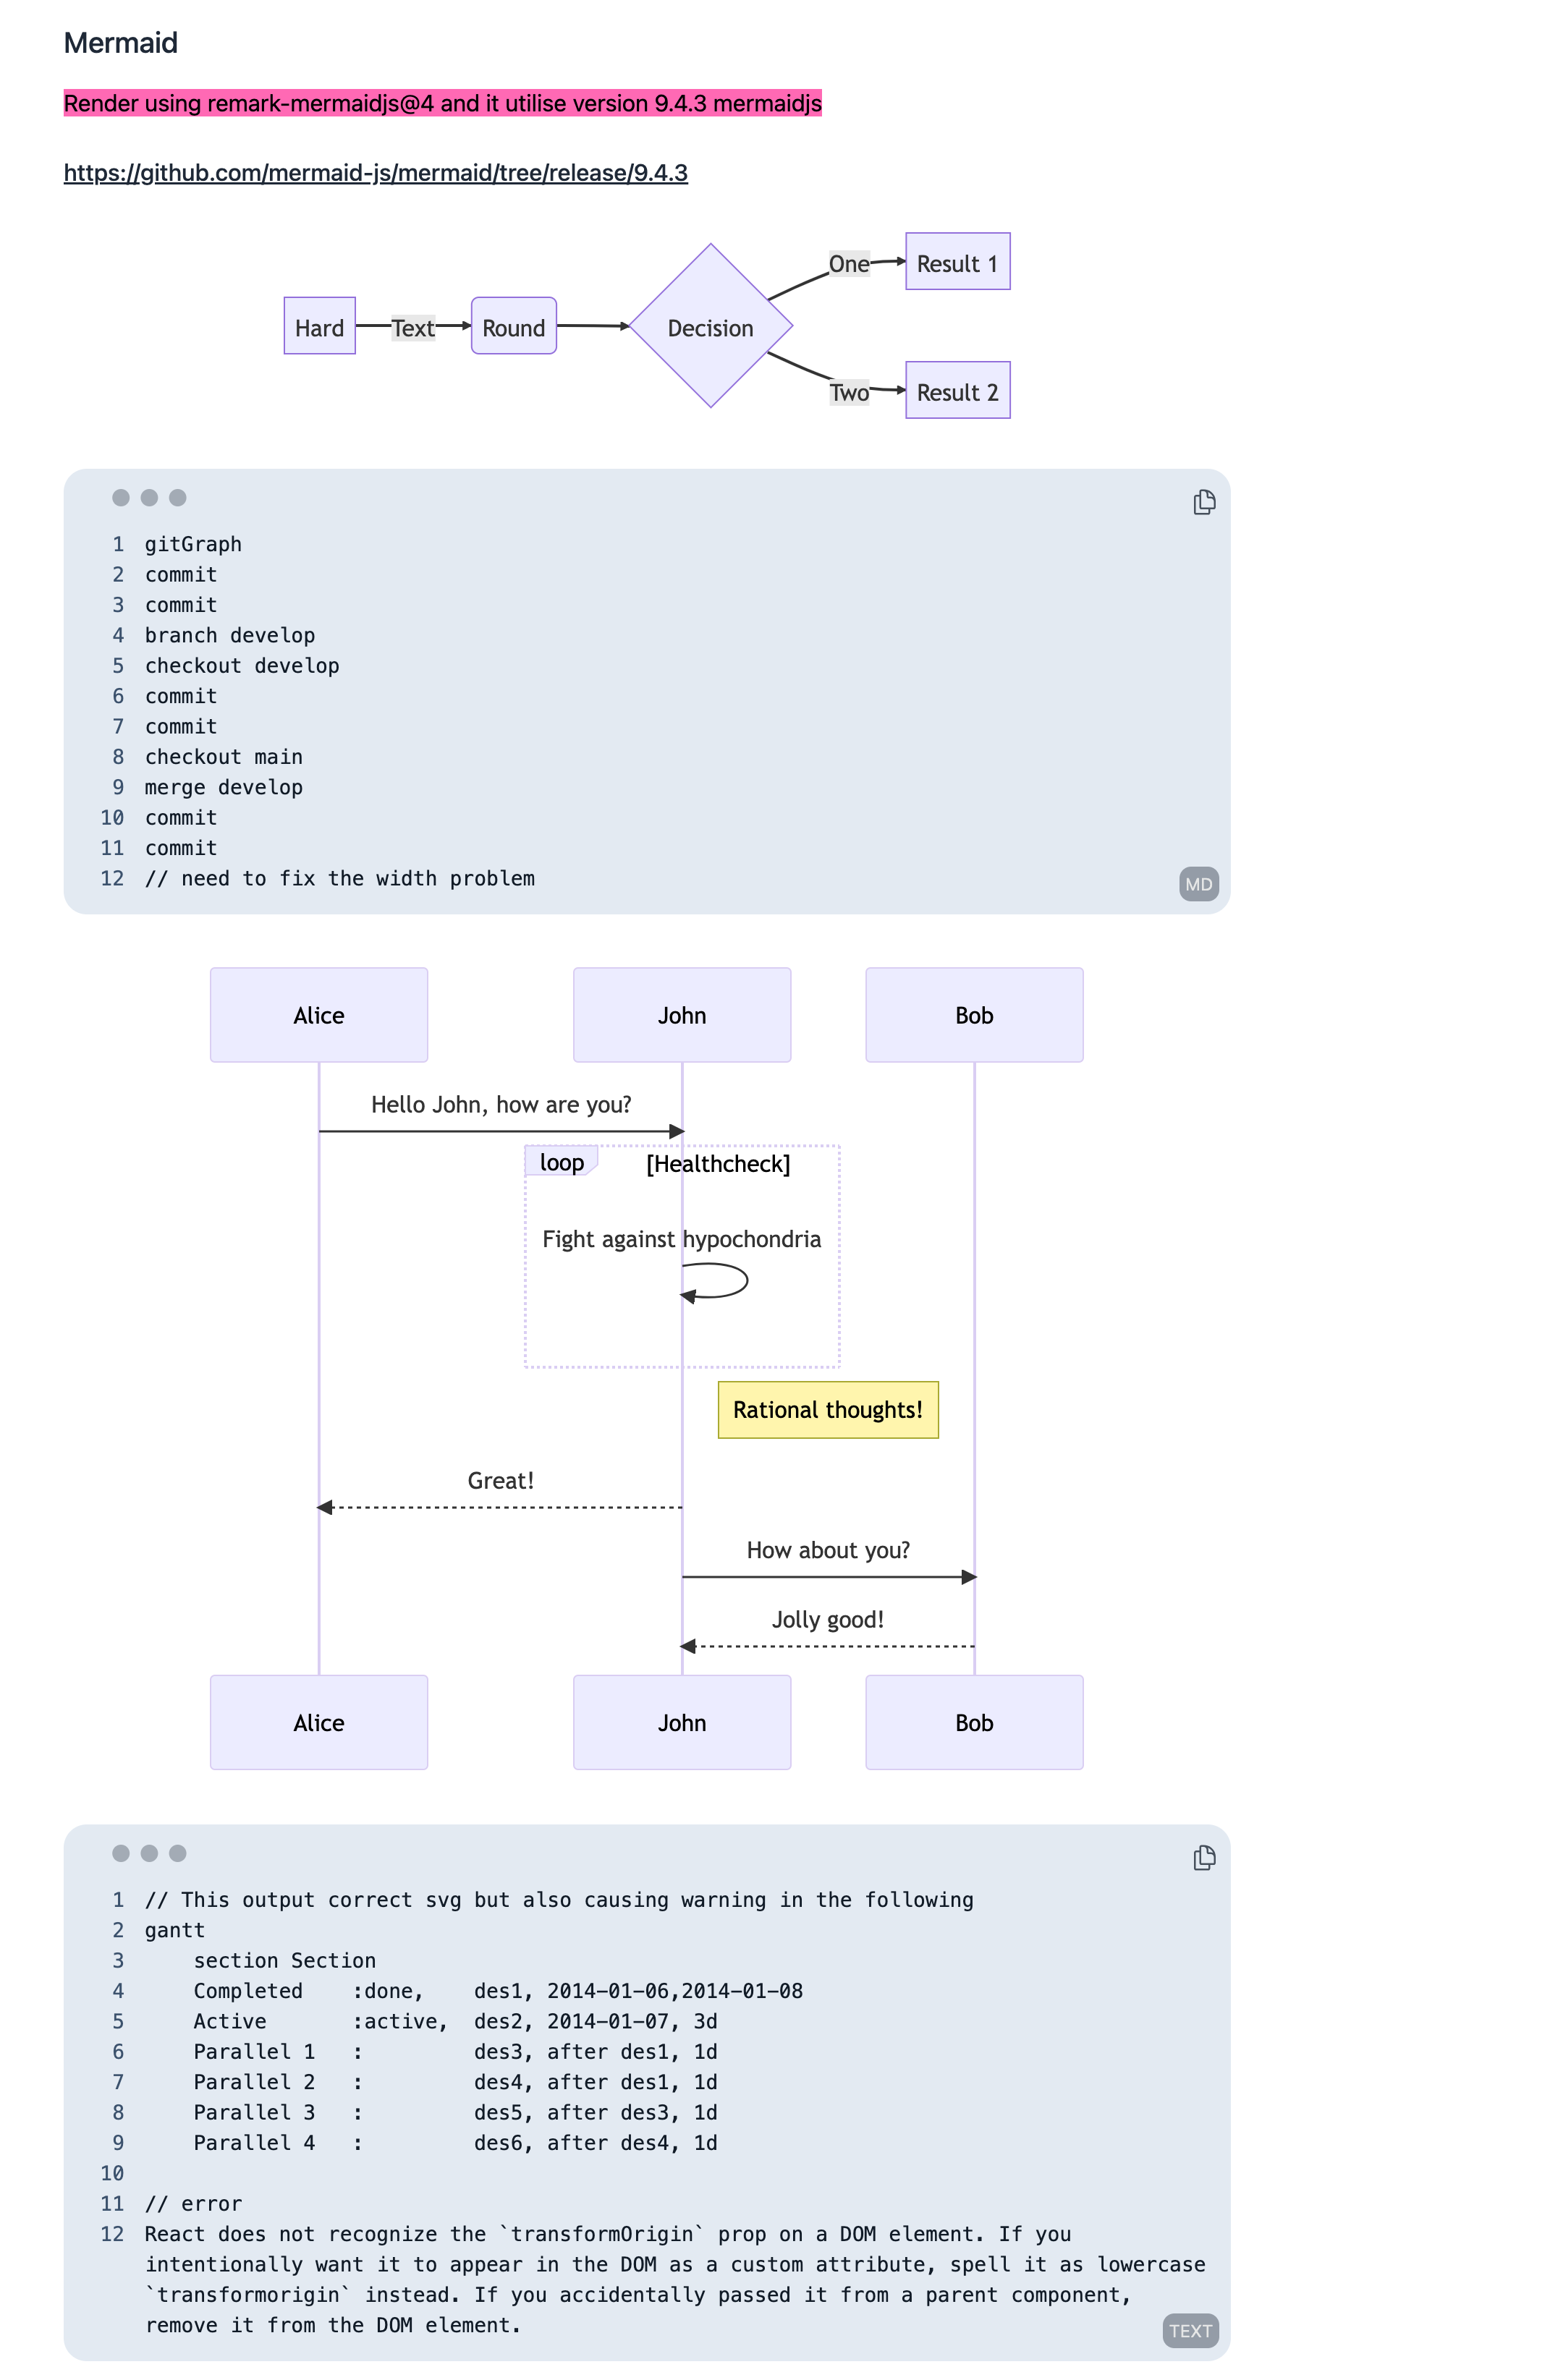 Mermaid
Render using remark-mermaidjs@4 and it utilise version 9.4.3 mermaidjs
https://github.com/mermaid-js/mermaid/tree/release/9.4.3
Hard
Text
Round
Decision
One
Result 1
Two
Result 2
1 gitGraph
2 commit
3 commit
4 branch develop
5 checkout develop
6 commit
7 commit
8 checkout main
9 merge develop
10 commit
11 commit
12 // need to fix the width problem
MD
Alice John Bob
Hello John, how are you?
loop [Healthcheck]
Fight against hypochondria
Rational thoughts!
Great!
How about you?
Jolly good!
Alice John Bob
1 // This output correct svg but also causing warning in the following
2 gantt
3     section Section
4     Completed    :done,    des1, 2014-01-06,2014-01-08
5     Active       :active,  des2, 2014-01-07, 3d
6     Parallel 1   :         des3, after des1, 1d
7     Parallel 2   :         des4, after des1, 1d
8     Parallel 3   :         des5, after des3, 1d
9     Parallel 4   :         des6, after des4, 1d
10
11 // error
12 React does not recognize the `transformOrigin` prop on a DOM element. If you
intentionally want it to appear in the DOM as a custom attribute, spell it as lowercase
`transformorigin` instead. If you accidentally passed it from a parent component,
remove it from the DOM element.
TEXT